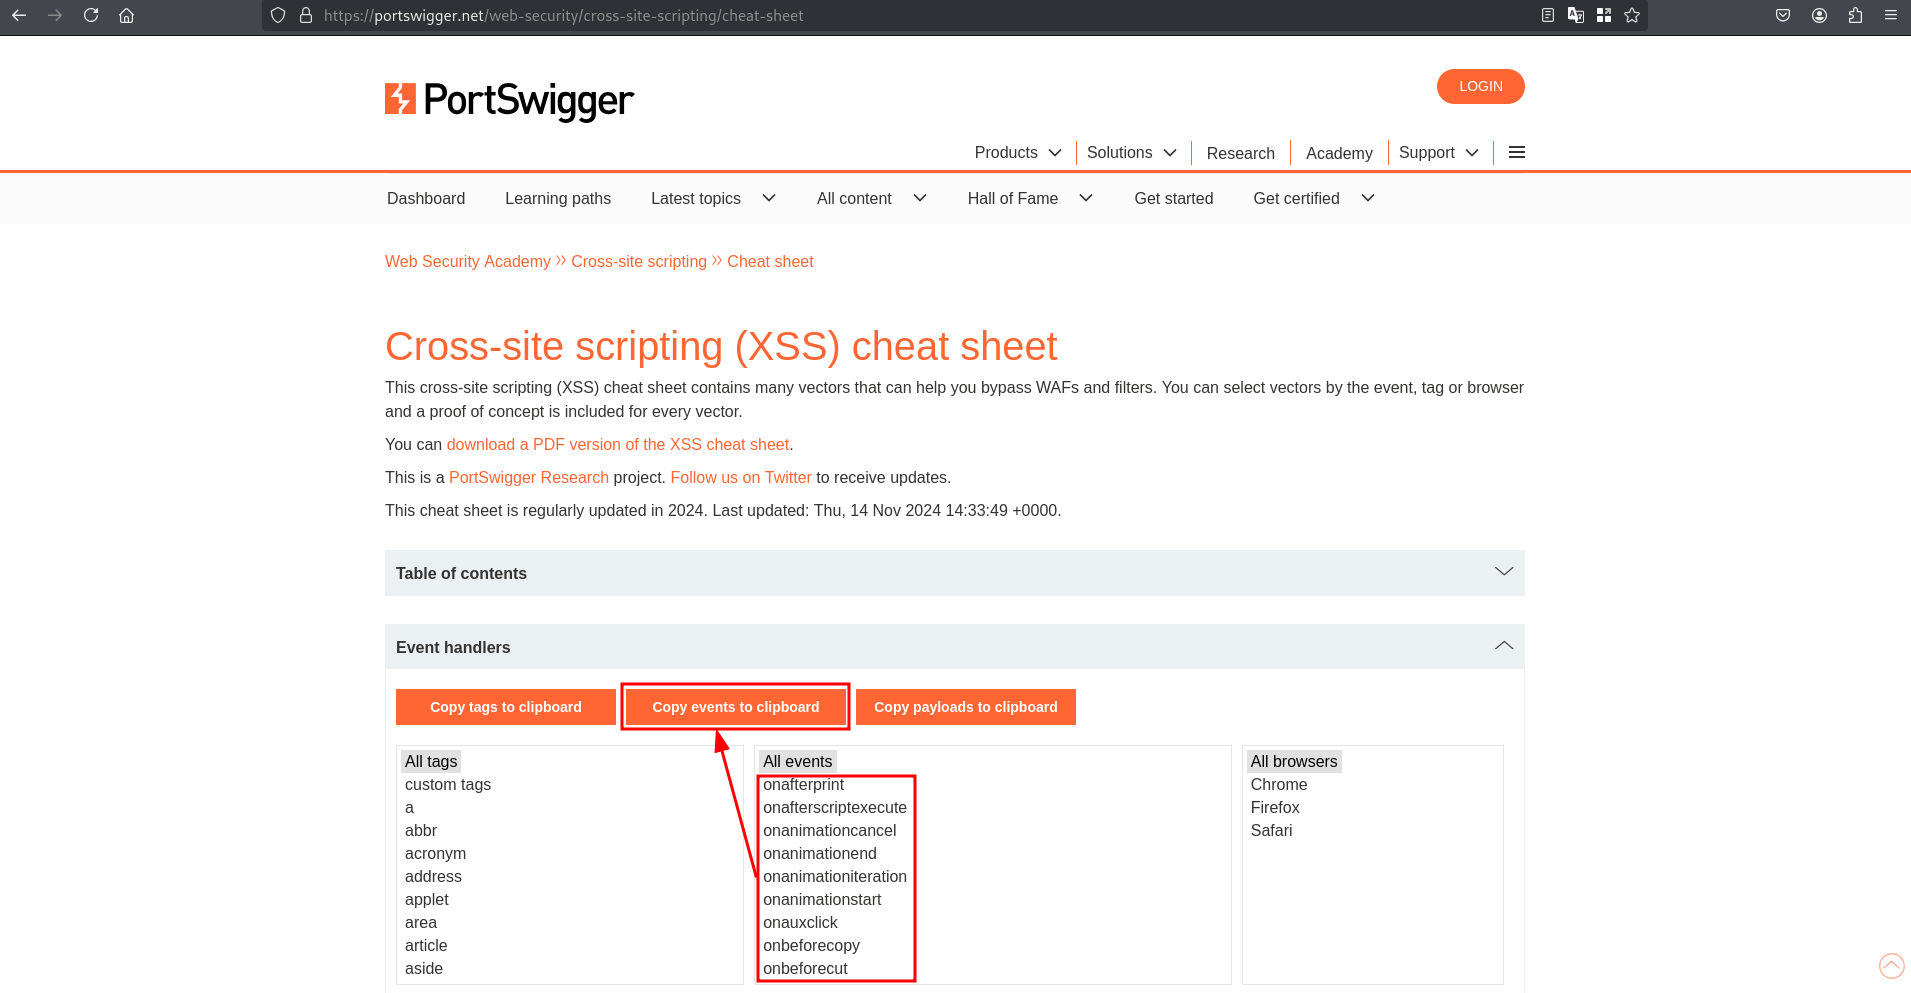 https://portswigger.net/web-security/cross-site-scripting/cheat-sheet
PortSwigger
LOGIN
Products Solutions Research Academy Support
Dashboard Learning paths Latest topics All content Hall of Fame Get started Get certified
Web Security Academy » Cross-site scripting » Cheat sheet
Cross-site scripting (XSS) cheat sheet
This cross-site scripting (XSS) cheat sheet contains many vectors that can help you bypass WAFs and filters. You can select vectors by the event, tag or browser
and a proof of concept is included for every vector.
You can download a PDF version of the XSS cheat sheet.
This is a PortSwigger Research project. Follow us on Twitter to receive updates.
This cheat sheet is regularly updated in 2024. Last updated: Thu, 14 Nov 2024 14:33:49 +0000.
Table of contents
Event handlers
Copy tags to clipboard Copy events to clipboard Copy payloads to clipboard
All tags
custom tags
a
abbr
acronym
address
applet
area
article
aside
All events
onafterprint
onafterscriptexecute
onanimationcancel
onanimationend
onanimationiteration
onanimationstart
onauxclick
onbeforecopy
onbeforecut
All browsers
Chrome
Firefox
Safari